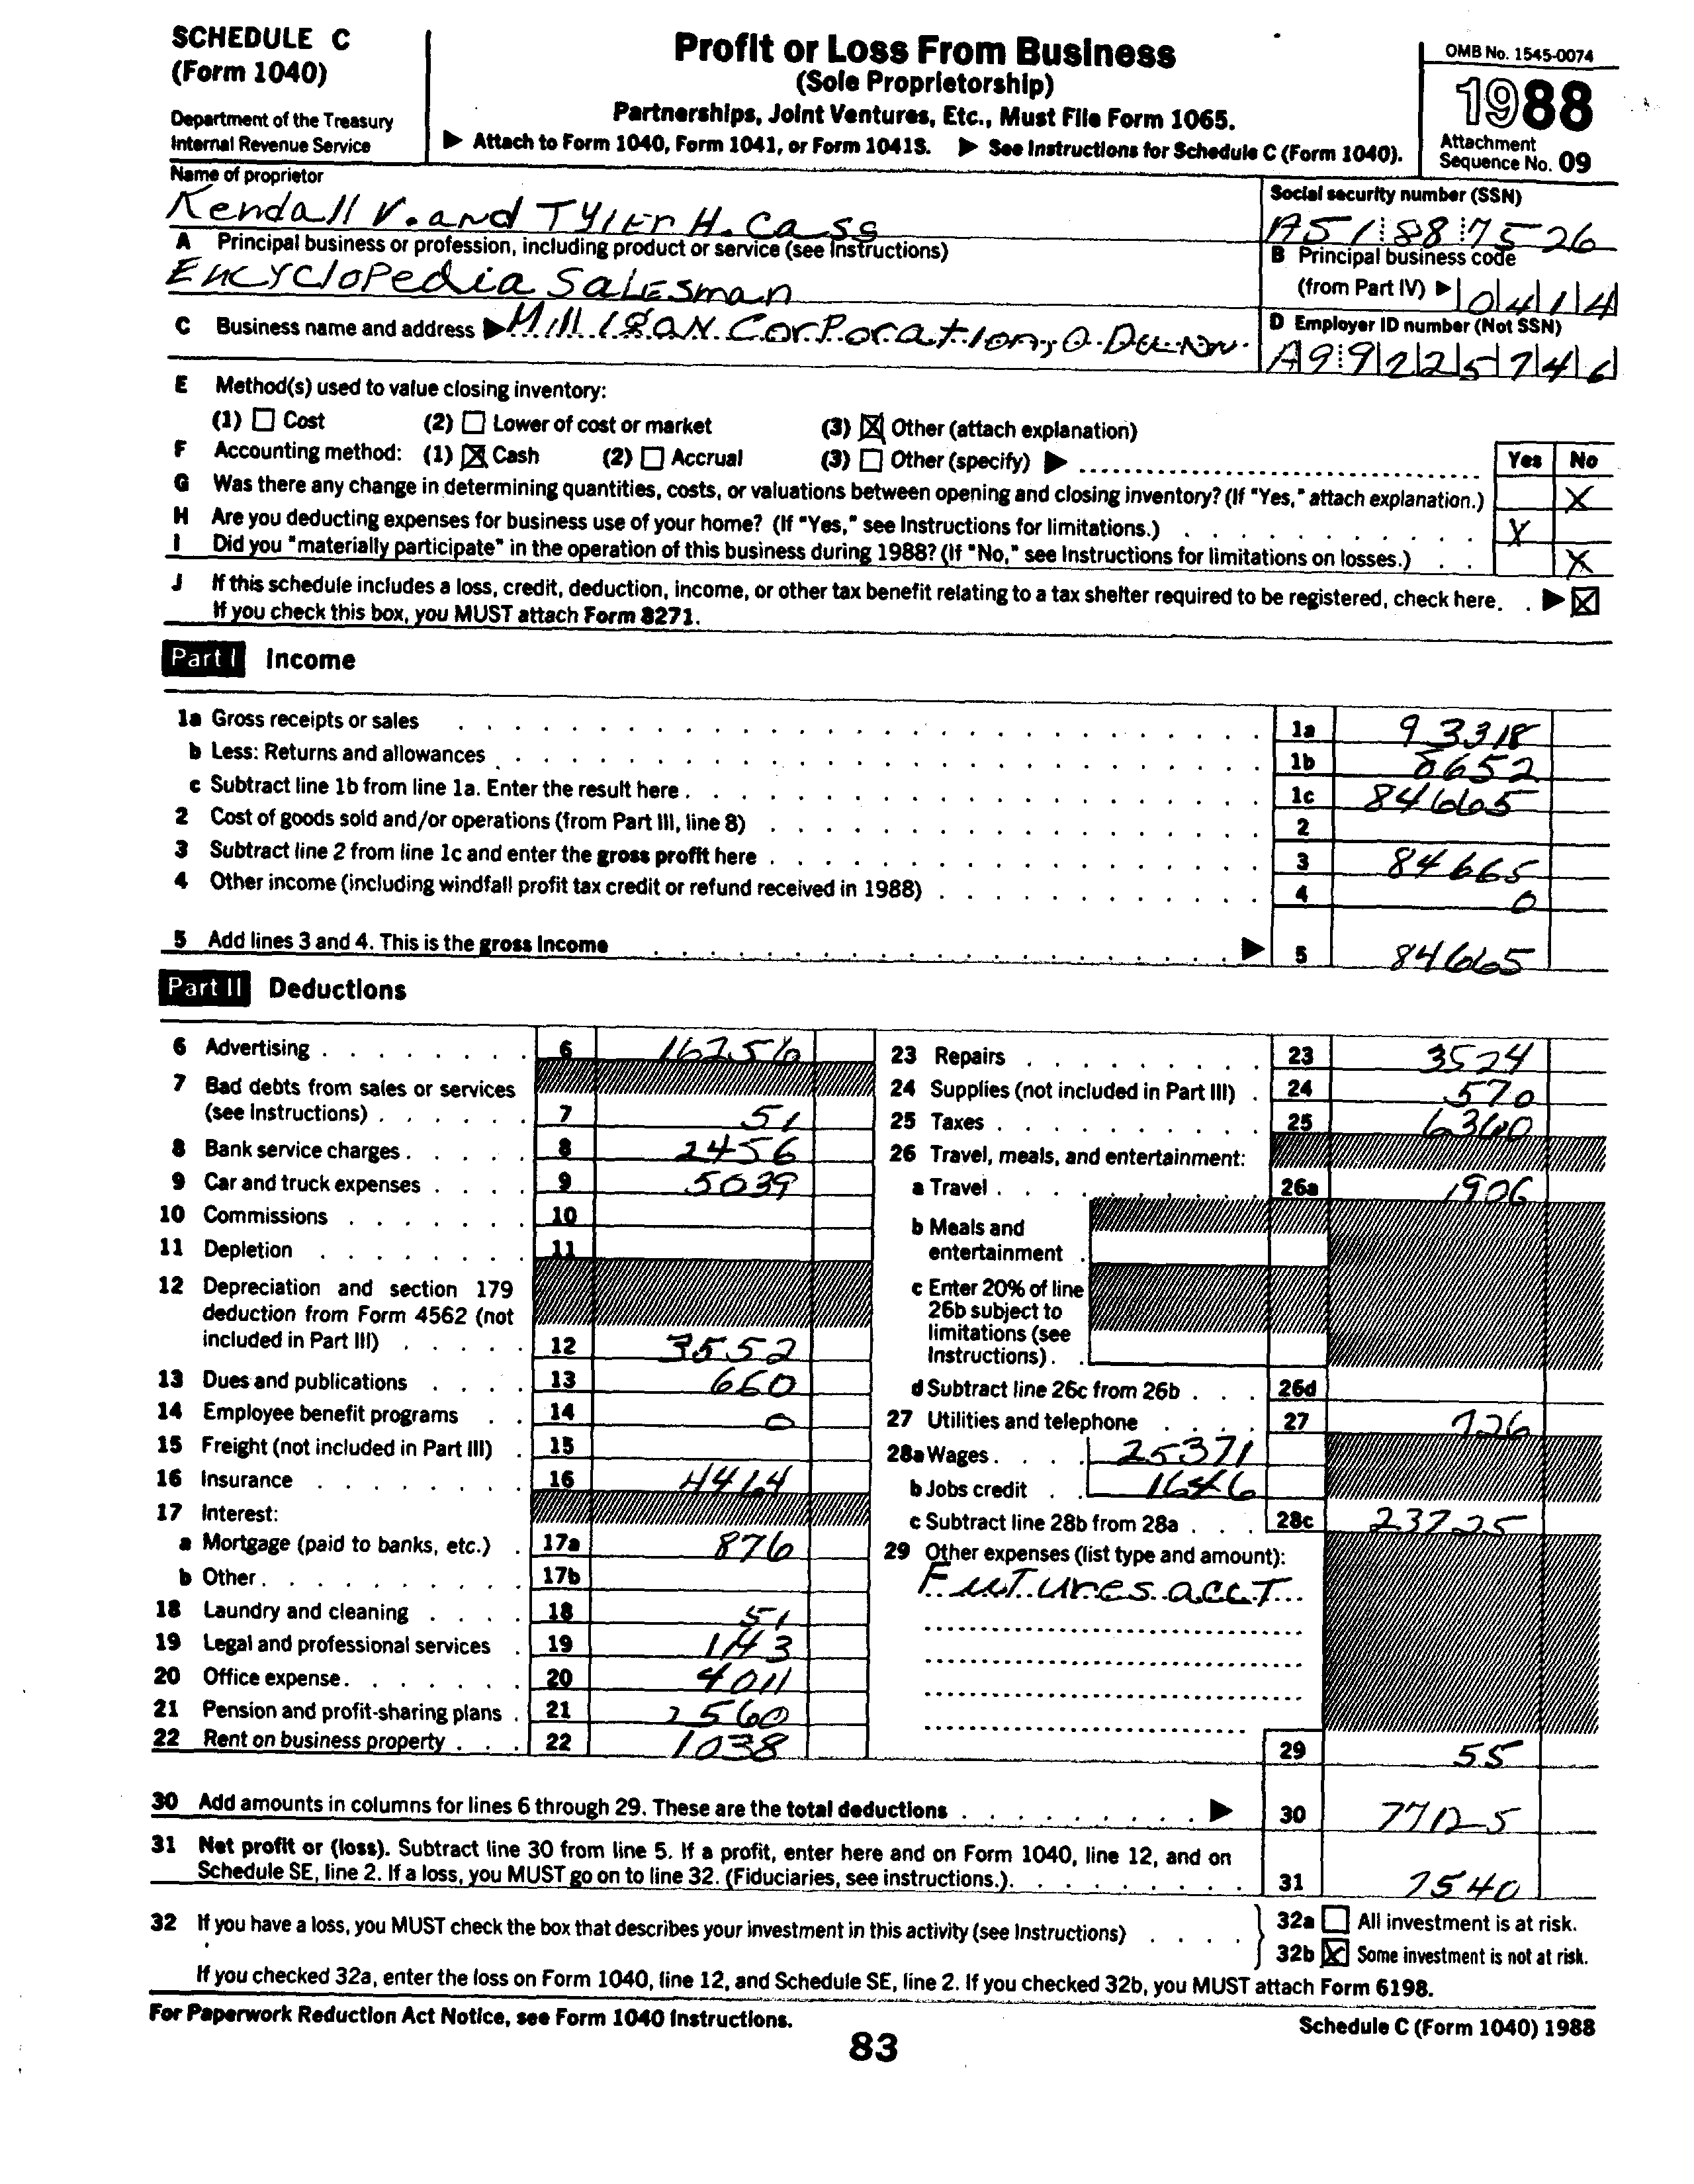 SCHEDULE C
(Form 1040)
Department of the Treasury
Internal Revenue Service
Profit or Loss From Business
(Sole Proprietorship)
Partnerships, Joint Ventures, Etc., Must File Form 1065.
▶ Attach to Form 1040, Form 1041, or Form 1041S. ▶ See Instructions for Schedule C (Form 1040).
OMB No. 1545-0074
1988
Attachment
Sequence No. 09
Name of proprietor
Kendall V. and TYLEr H. Cass
Social security number (SSN)
A51 88 7526
A Principal business or profession, including product or service (see Instructions)
Encyclopedia Salesman
B Principal business code
(from Part IV) ▶ 0414
C Business name and address ▶ Milligan Corporation,
D Employer ID number (Not SSN)
A9 9225746
E Method(s) used to value closing inventory:
(1) ☐ Cost (2) ☐ Lower of cost or market (3) ☒ Other (attach explanation)
F Accounting method: (1) ☒ Cash (2) ☐ Accrual (3) ☐ Other (specify) ▶
Yes No
G Was there any change in determining quantities, costs, or valuations between opening and closing inventory? (If "Yes," attach explanation.) X
H Are you deducting expenses for business use of your home? (If "Yes," see Instructions for limitations.) X
I Did you "materially participate" in the operation of this business during 1988? (If "No," see Instructions for limitations on losses.) X
J If this schedule includes a loss, credit, deduction, income, or other tax benefit relating to a tax shelter required to be registered, check here. ▶ ☒
If you check this box, you MUST attach Form 8271.
Part I Income
1a Gross receipts or sales 1a 93318
b Less: Returns and allowances 1b 8652
c Subtract line 1b from line 1a. Enter the result here 1c 84665
2 Cost of goods sold and/or operations (from Part III, line 8) 2
3 Subtract line 2 from line 1c and enter the gross profit here 3 84665
4 Other income (including windfall profit tax credit or refund received in 1988) 4 0
5 Add lines 3 and 4. This is the gross income ▶ 5 84665
Part II Deductions
6 Advertising 6 16256
7 Bad debts from sales or services
(see Instructions) 7 51
8 Bank service charges 8 2456
9 Car and truck expenses 9 5039
10 Commissions 10
11 Depletion 11
12 Depreciation and section 179
deduction from Form 4562 (not
included in Part III) 12 3552
13 Dues and publications 13 660
14 Employee benefit programs 14 0
15 Freight (not included in Part III) 15
16 Insurance 16 4464
17 Interest:
a Mortgage (paid to banks, etc.) 17a 876
b Other 17b
18 Laundry and cleaning 18 51
19 Legal and professional services 19 143
20 Office expense 20 4011
21 Pension and profit-sharing plans 21 2560
22 Rent on business property 22 1038
23 Repairs 23 3524
24 Supplies (not included in Part III) 24 570
25 Taxes 25 6360
26 Travel, meals, and entertainment:
a Travel 26a 1906
b Meals and
entertainment
c Enter 20% of line
26b subject to
limitations (see
Instructions)
d Subtract line 26c from 26b 26d
27 Utilities and telephone 27 726
28a Wages 25371
b Jobs credit 1646
c Subtract line 28b from 28a 28c 23725
29 Other expenses (list type and amount):
Futures acct
29 55
30 Add amounts in columns for lines 6 through 29. These are the total deductions ▶ 30 77125
31 Net profit or (loss). Subtract line 30 from line 5. If a profit, enter here and on Form 1040, line 12, and on
Schedule SE, line 2. If a loss, you MUST go on to line 32. (Fiduciaries, see instructions.) 31 7540
32 If you have a loss, you MUST check the box that describes your investment in this activity (see Instructions)
32a ☐ All investment is at risk.
32b ☒ Some investment is not at risk.
If you checked 32a, enter the loss on Form 1040, line 12, and Schedule SE, line 2. If you checked 32b, you MUST attach Form 6198.
For Paperwork Reduction Act Notice, see Form 1040 Instructions.
Schedule C (Form 1040) 1988
83